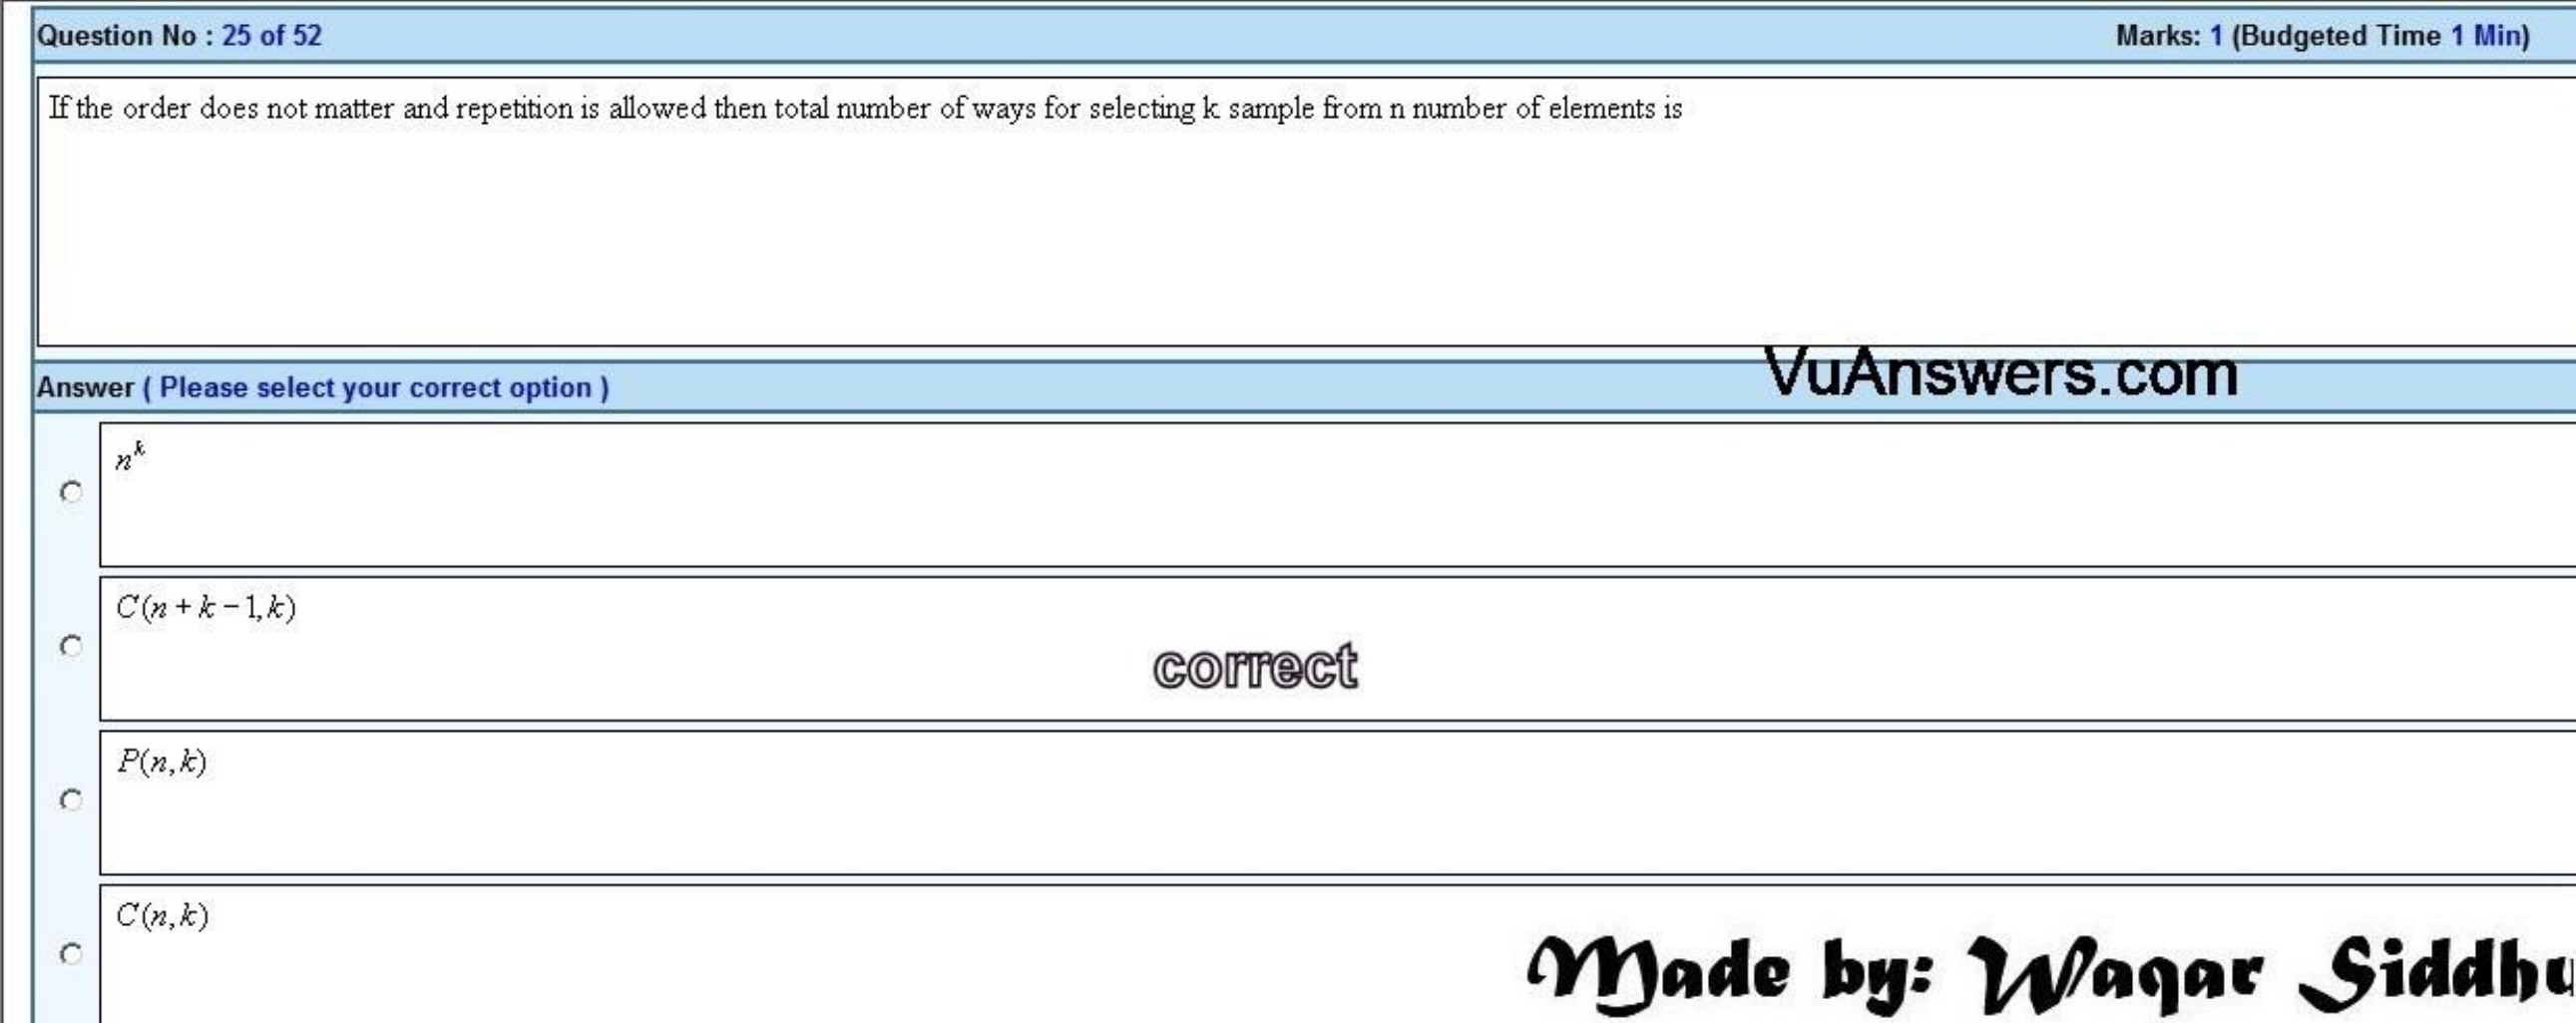 Question No : 25 of 52 Marks: 1 (Budgeted Time 1 Min)
If the order does not matter and repetition is allowed then total number of ways for selecting k sample from n number of elements is
VuAnswers.com
Answer ( Please select your correct option )
n^k
C(n + k − 1, k)
correct
P(n, k)
C(n, k)
Made by: Waqar Siddhu